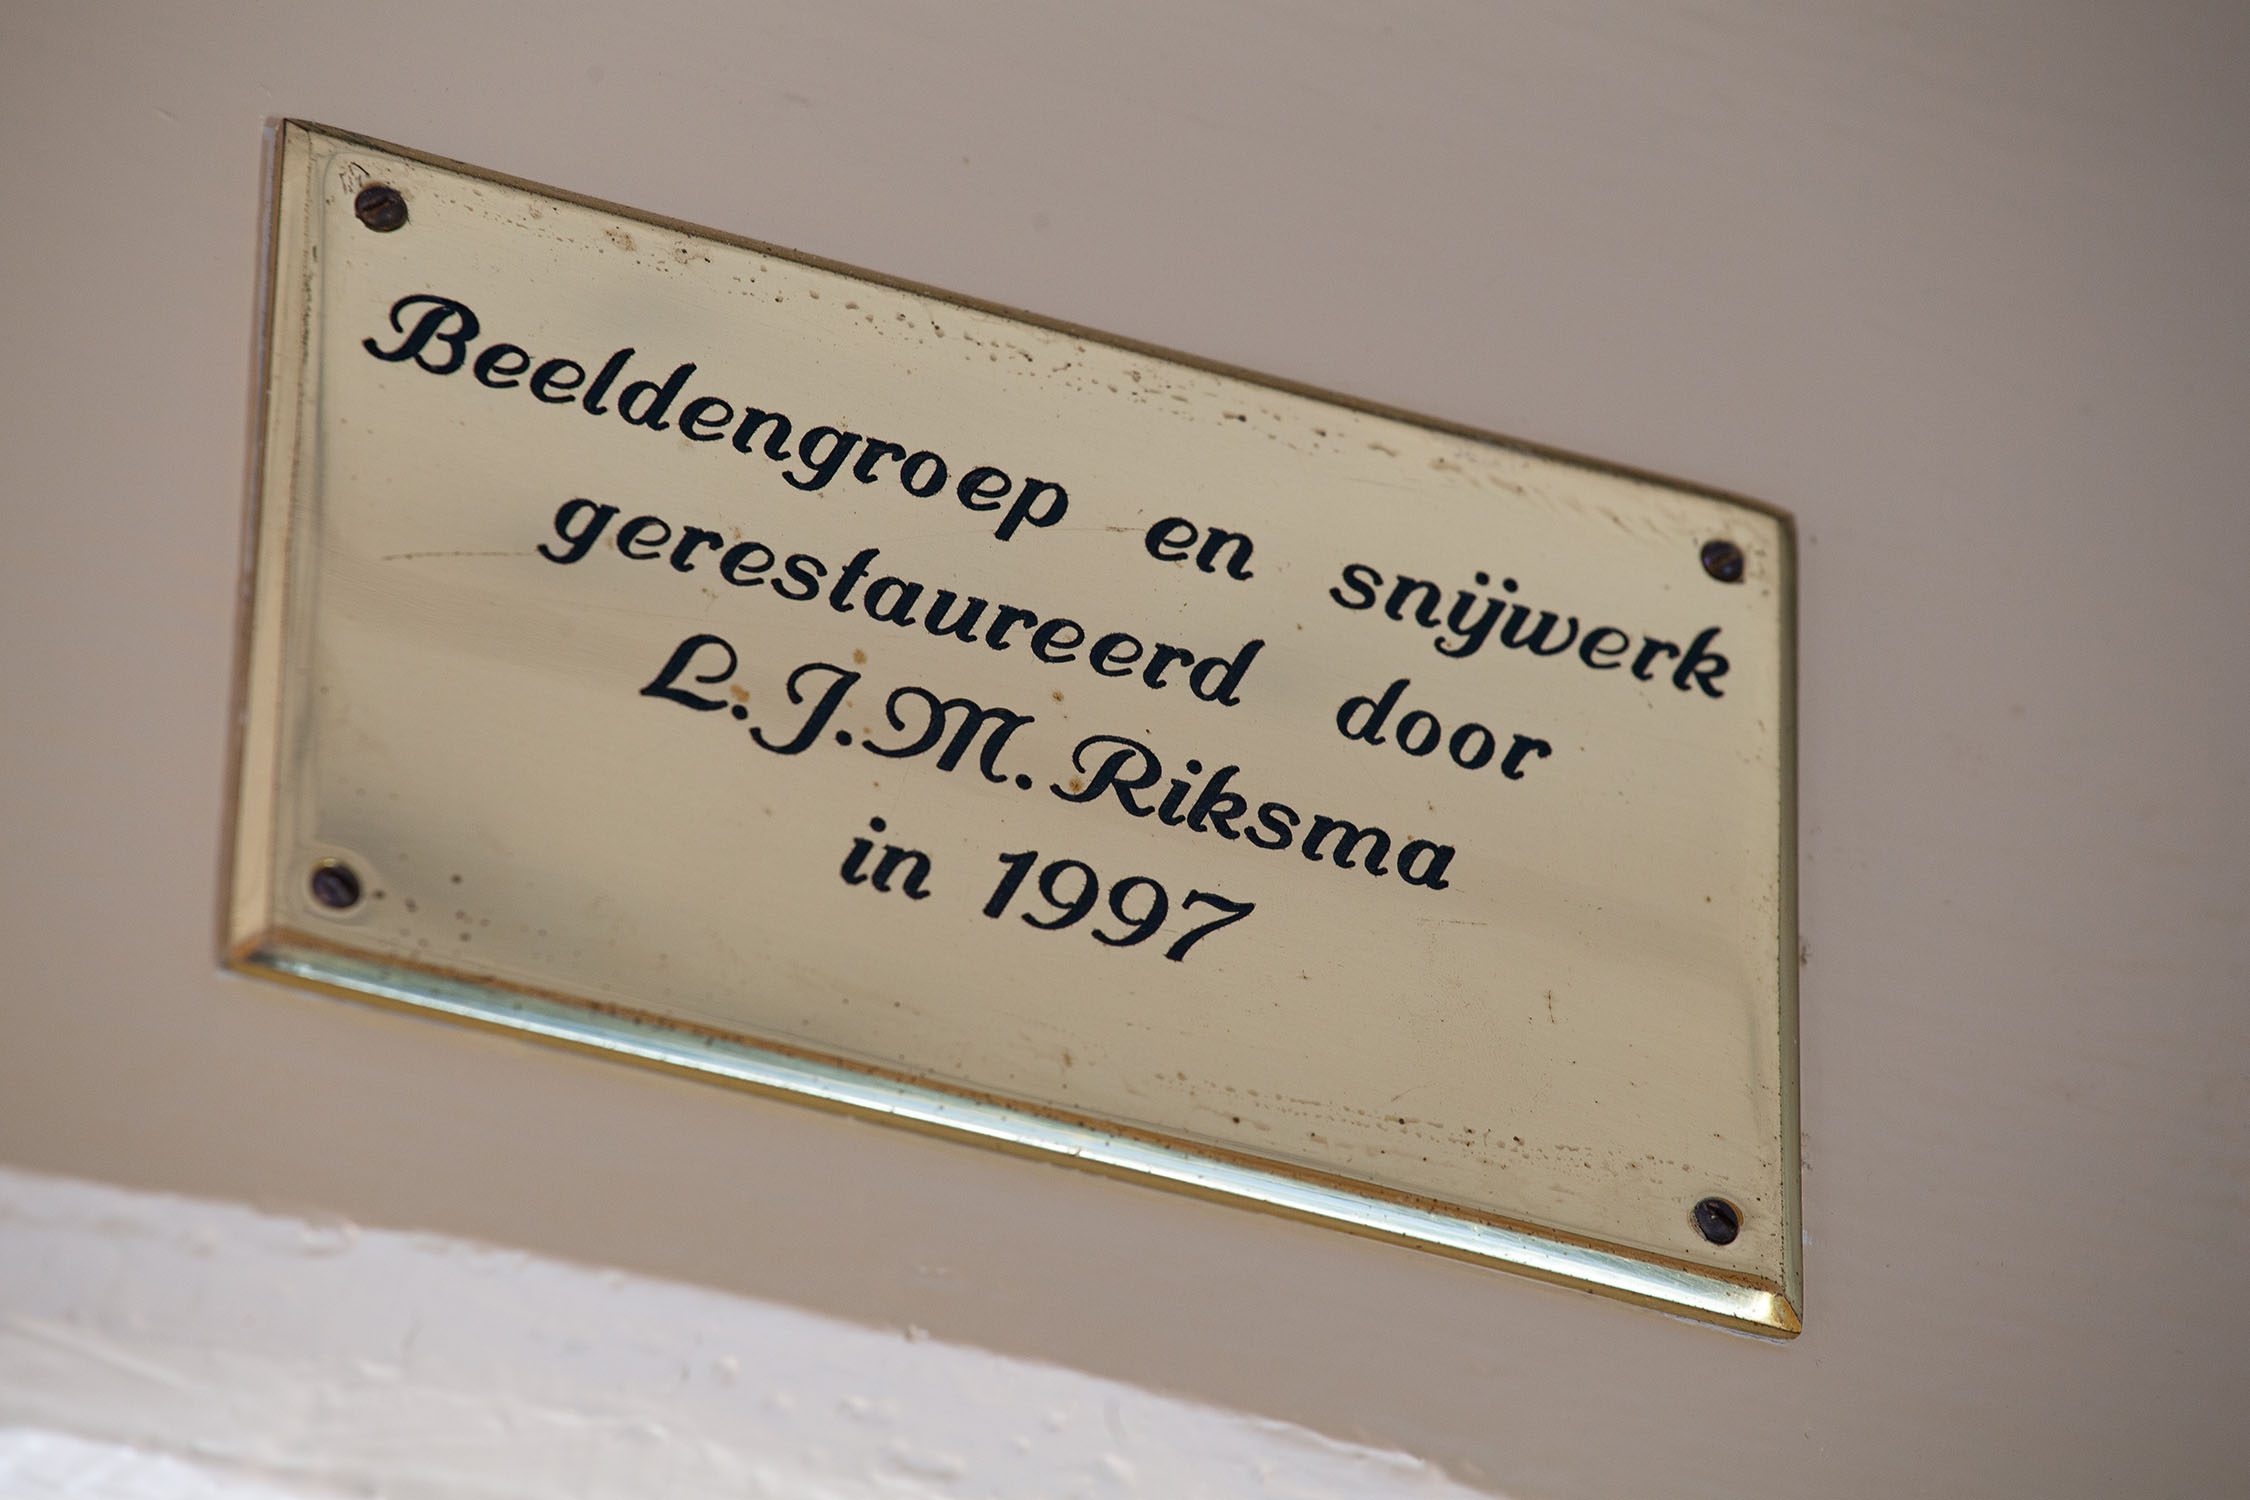 Beeldengroep en snijwerk
gerestaureerd door
L.J.M. Riksma
in 1997